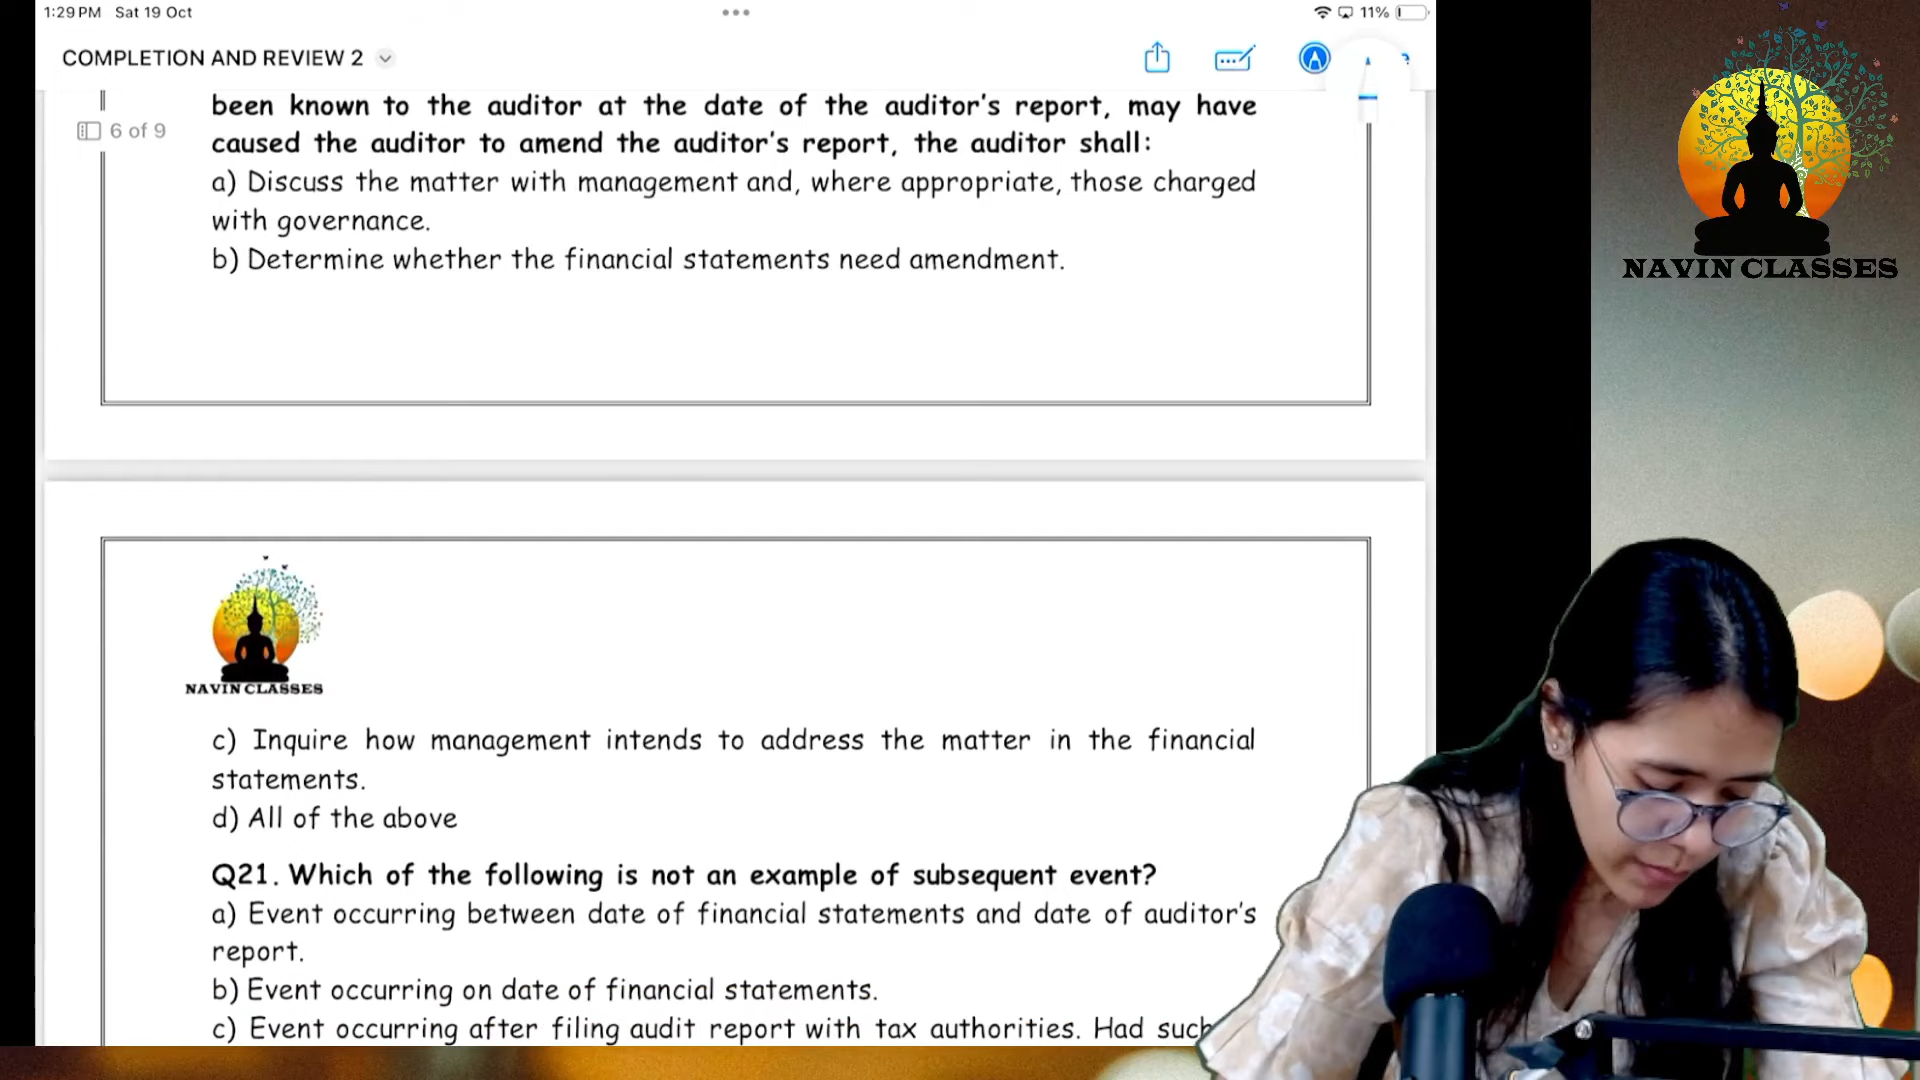 1:29 PM Sat 19 Oct
11%
COMPLETION AND REVIEW 2
6 of 9
been known to the auditor at the date of the auditor's report, may have
caused the auditor to amend the auditor's report, the auditor shall:
a) Discuss the matter with management and, where appropriate, those charged
with governance.
b) Determine whether the financial statements need amendment.
NAVIN CLASSES
NAVIN CLASSES
c) Inquire how management intends to address the matter in the financial
statements.
d) All of the above
Q21. Which of the following is not an example of subsequent event?
a) Event occurring between date of financial statements and date of auditor's
report.
b) Event occurring on date of financial statements.
c) Event occurring after filing audit report with tax authorities. Had such